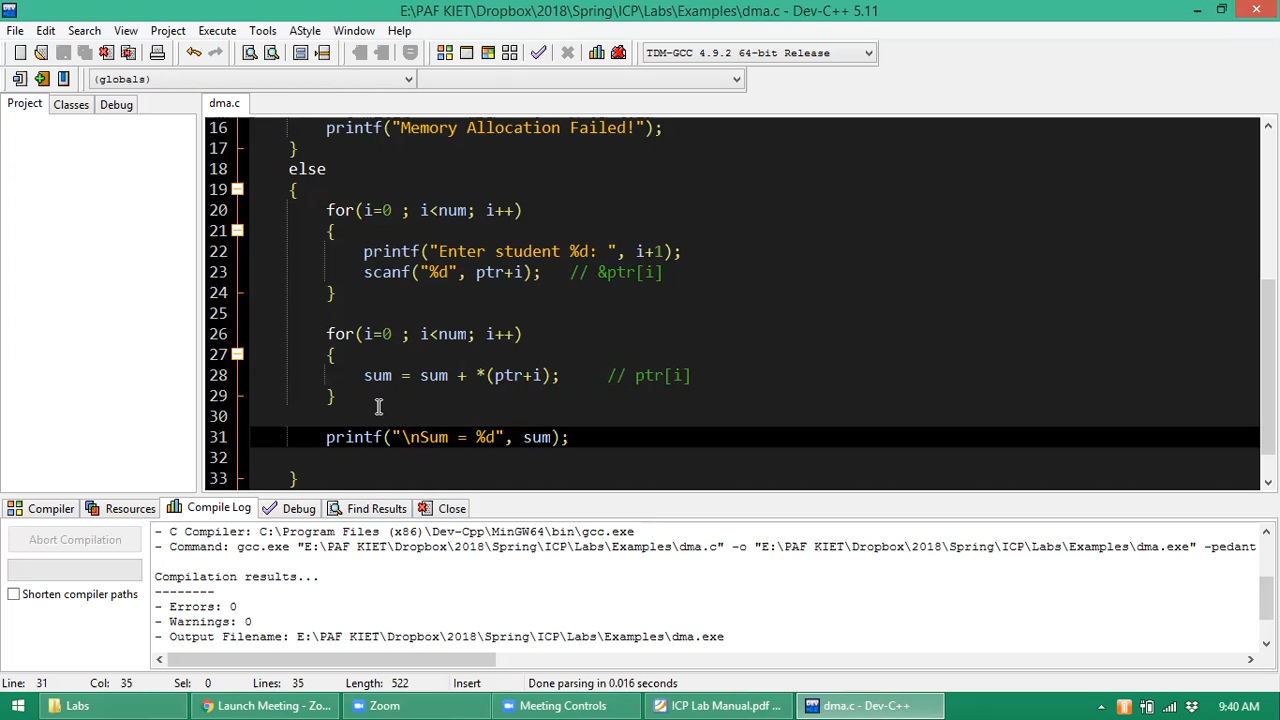 E:\PAF KIET\Dropbox\2018\Spring\ICP\Labs\Examples\dma.c - Dev-C++ 5.11
File Edit Search View Project Execute Tools AStyle Window Help
TDM-GCC 4.9.2 64-bit Release
(globals)
Project Classes Debug
dma.c
16 printf("Memory Allocation Failed!");
17 }
18 else
19 {
20 for(i=0 ; i<num; i++)
21 {
22 printf("Enter student %d: ", i+1);
23 scanf("%d", ptr+i); // &ptr[i]
24 }
25
26 for(i=0 ; i<num; i++)
27 {
28 sum = sum + *(ptr+i); // ptr[i]
29 }
30
31 printf("\nSum = %d", sum);
32
33 }
Compiler Resources Compile Log Debug Find Results Close
Abort Compilation
Shorten compiler paths
- C Compiler: C:\Program Files (x86)\Dev-Cpp\MinGW64\bin\gcc.exe
- Command: gcc.exe "E:\PAF KIET\Dropbox\2018\Spring\ICP\Labs\Examples\dma.c" -o "E:\PAF KIET\Dropbox\2018\Spring\ICP\Labs\Examples\dma.exe" -pedant
Compilation results...
--------
- Errors: 0
- Warnings: 0
- Output Filename: E:\PAF KIET\Dropbox\2018\Spring\ICP\Labs\Examples\dma.exe
Line: 31 Col: 35 Sel: 0 Lines: 35 Length: 522 Insert Done parsing in 0.016 seconds
Labs Launch Meeting - Zo... Zoom Meeting Controls ICP Lab Manual.pdf ... dma.c - Dev-C++ 9:40 AM